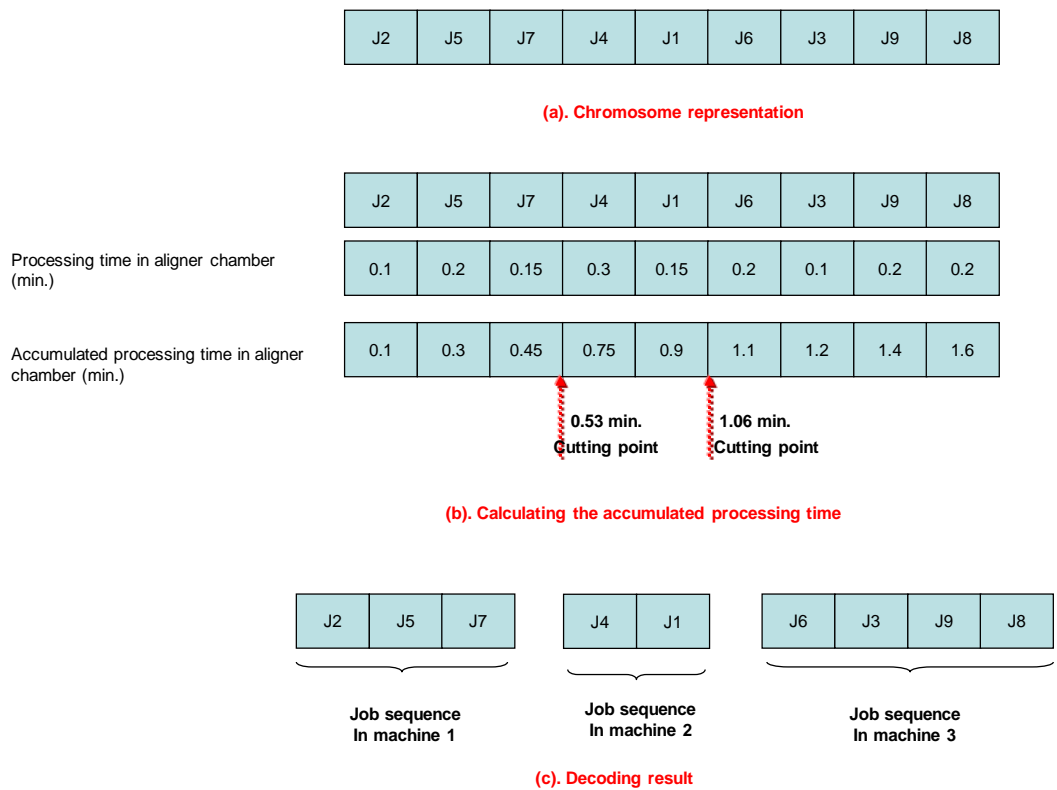 J2 J5 J7 J4 J1 J6 J3 J9 J8
(a). Chromosome representation
J2 J5 J7 J4 J1 J6 J3 J9 J8
Processing time in aligner chamber
(min.)
0.1 0.2 0.15 0.3 0.15 0.2 0.1 0.2 0.2
Accumulated processing time in aligner
chamber (min.)
0.1 0.3 0.45 0.75 0.9 1.1 1.2 1.4 1.6
0.53 min.
Cutting point
1.06 min.
Cutting point
(b). Calculating the accumulated processing time
J2 J5 J7
J4 J1
J6 J3 J9 J8
Job sequence
In machine 1
Job sequence
In machine 2
Job sequence
In machine 3
(c). Decoding result